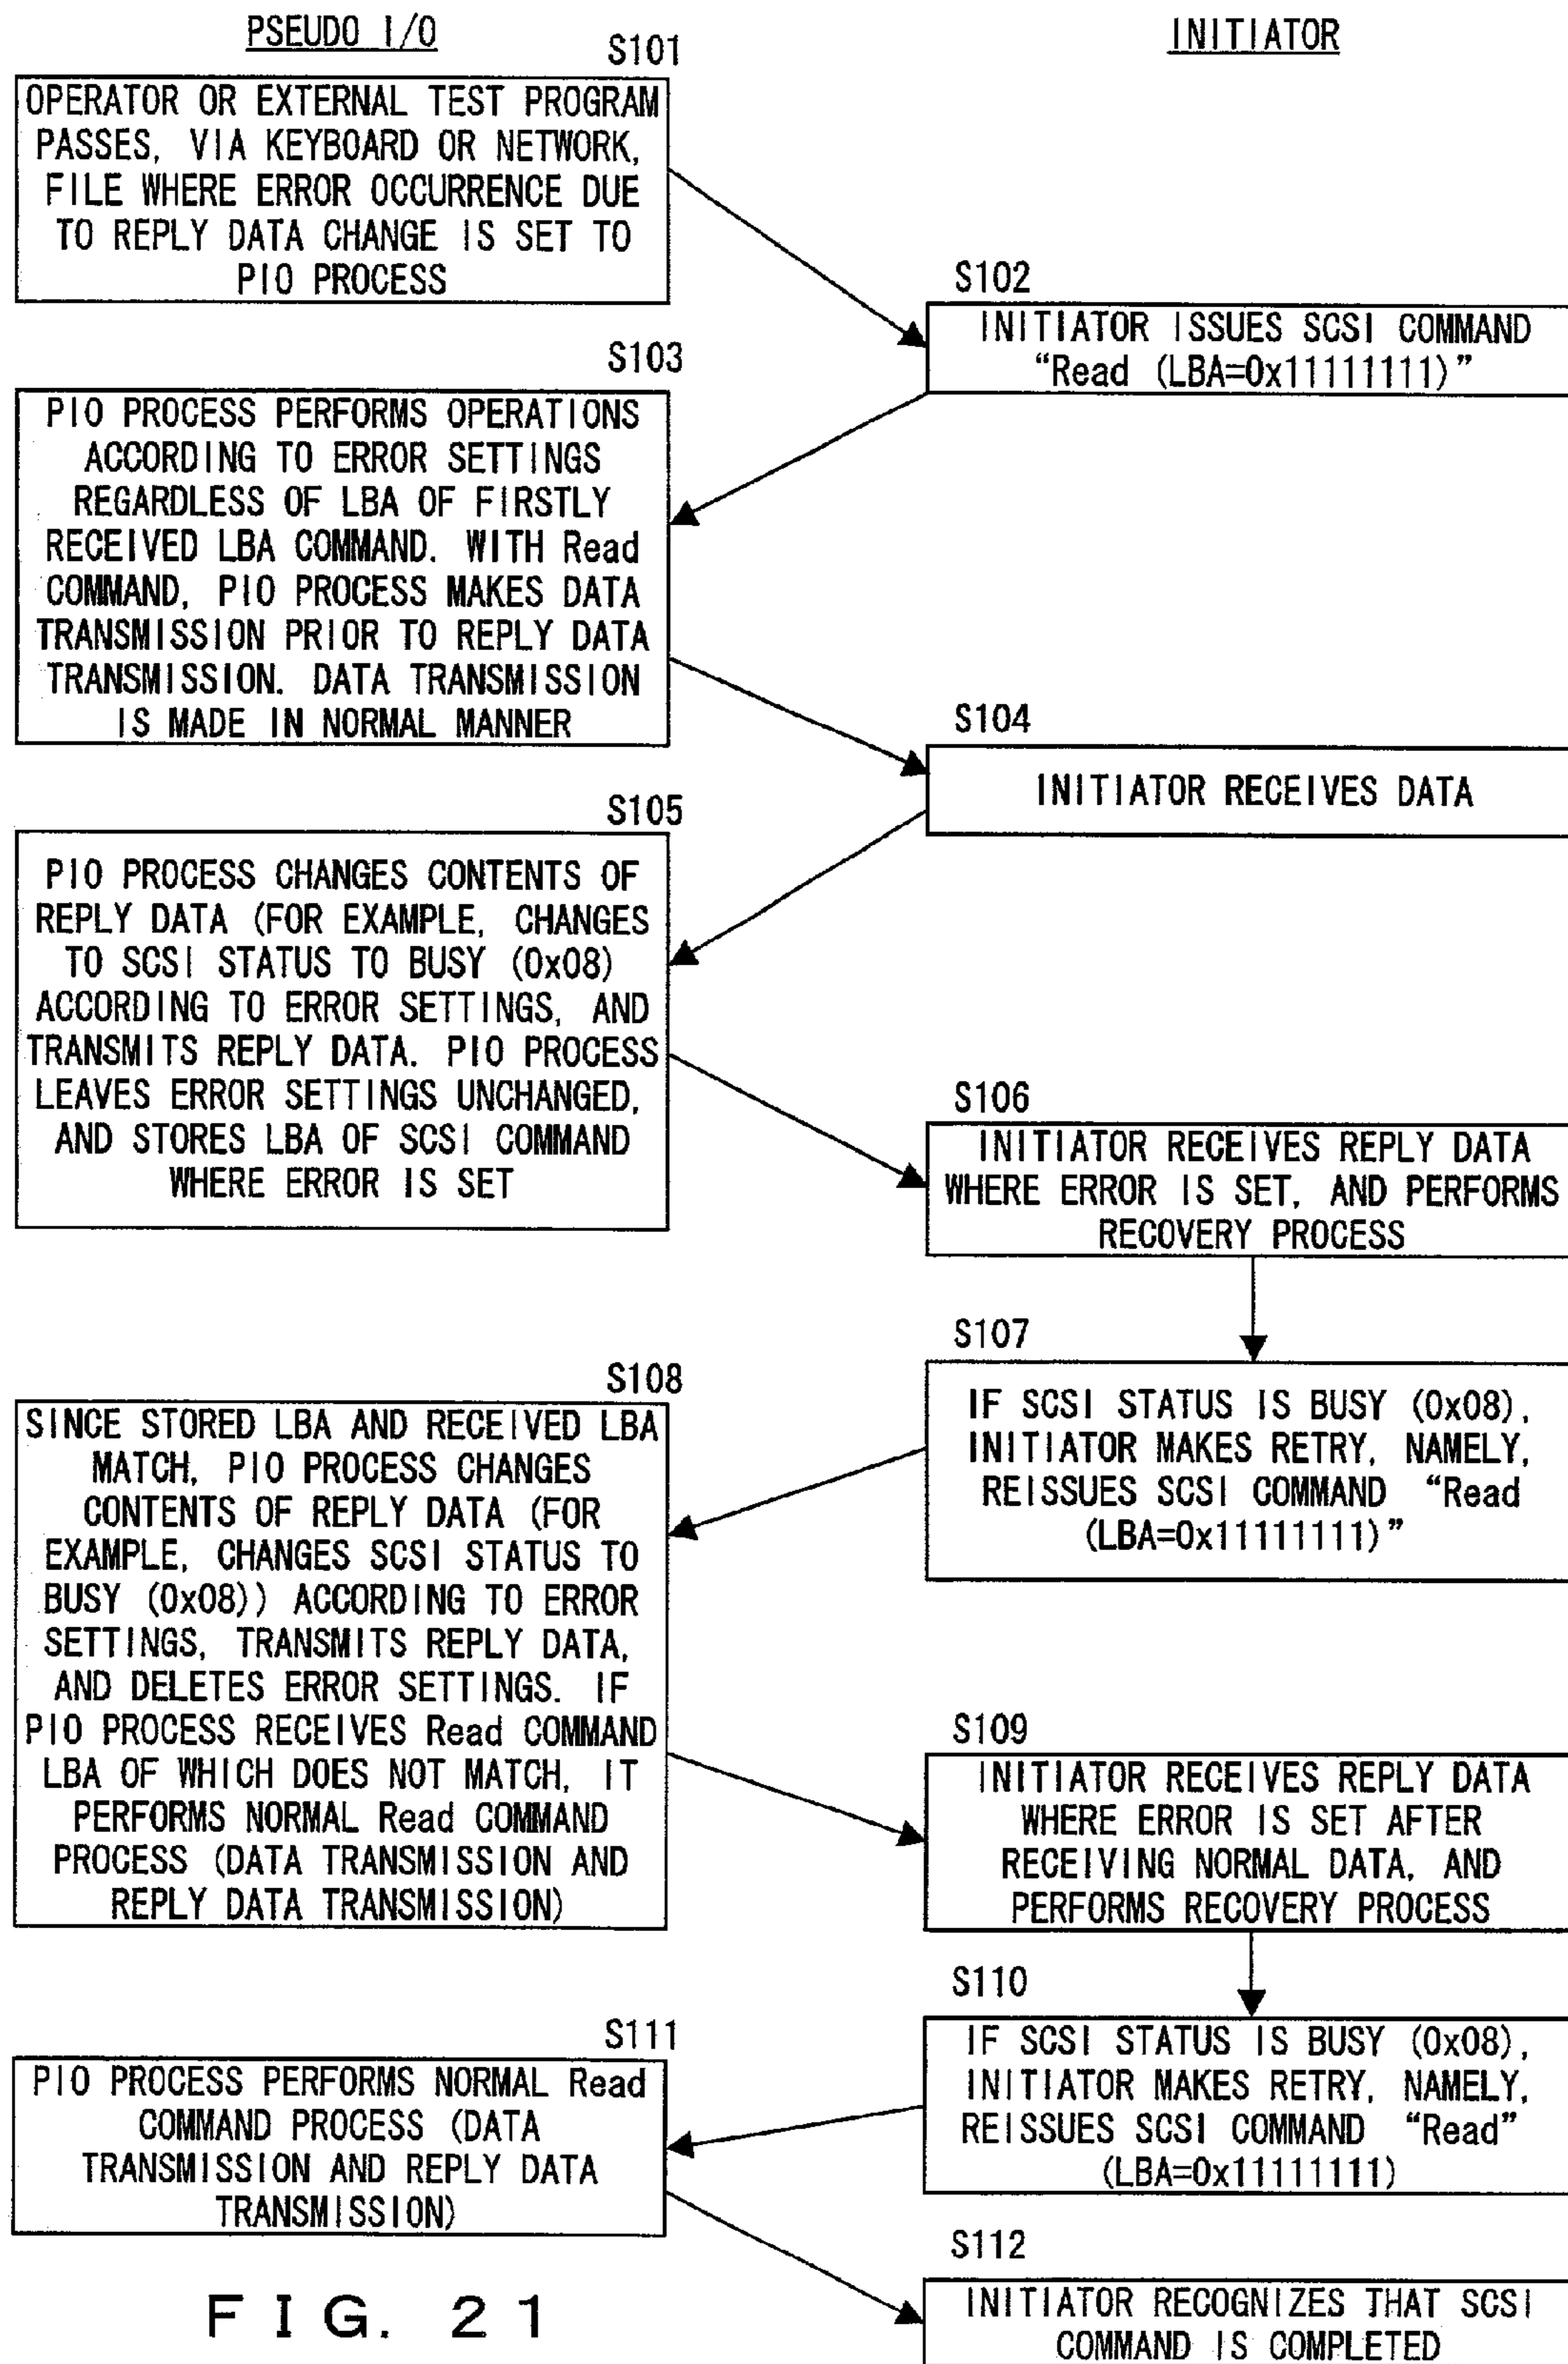 PSEUDO I/O
INITIATOR
S101
OPERATOR OR EXTERNAL TEST PROGRAM
PASSES, VIA KEYBOARD OR NETWORK,
FILE WHERE ERROR OCCURRENCE DUE
TO REPLY DATA CHANGE IS SET TO
PIO PROCESS
S102
INITIATOR ISSUES SCSI COMMAND
“Read (LBA=0x11111111)”
S103
PIO PROCESS PERFORMS OPERATIONS
ACCORDING TO ERROR SETTINGS
REGARDLESS OF LBA OF FIRSTLY
RECEIVED LBA COMMAND. WITH Read
COMMAND, PIO PROCESS MAKES DATA
TRANSMISSION PRIOR TO REPLY DATA
TRANSMISSION. DATA TRANSMISSION
IS MADE IN NORMAL MANNER
S104
INITIATOR RECEIVES DATA
S105
PIO PROCESS CHANGES CONTENTS OF
REPLY DATA (FOR EXAMPLE, CHANGES
TO SCSI STATUS TO BUSY (0x08)
ACCORDING TO ERROR SETTINGS, AND
TRANSMITS REPLY DATA. PIO PROCESS
LEAVES ERROR SETTINGS UNCHANGED,
AND STORES LBA OF SCSI COMMAND
WHERE ERROR IS SET
S106
INITIATOR RECEIVES REPLY DATA
WHERE ERROR IS SET, AND PERFORMS
RECOVERY PROCESS
S107
IF SCSI STATUS IS BUSY (0x08),
INITIATOR MAKES RETRY, NAMELY,
REISSUES SCSI COMMAND “Read
(LBA=0x11111111)”
S108
SINCE STORED LBA AND RECEIVED LBA
MATCH, PIO PROCESS CHANGES
CONTENTS OF REPLY DATA (FOR
EXAMPLE, CHANGES SCSI STATUS TO
BUSY (0x08)) ACCORDING TO ERROR
SETTINGS, TRANSMITS REPLY DATA,
AND DELETES ERROR SETTINGS. IF
PIO PROCESS RECEIVES Read COMMAND
LBA OF WHICH DOES NOT MATCH, IT
PERFORMS NORMAL Read COMMAND
PROCESS (DATA TRANSMISSION AND
REPLY DATA TRANSMISSION)
S109
INITIATOR RECEIVES REPLY DATA
WHERE ERROR IS SET AFTER
RECEIVING NORMAL DATA, AND
PERFORMS RECOVERY PROCESS
S110
IF SCSI STATUS IS BUSY (0x08),
INITIATOR MAKES RETRY, NAMELY,
REISSUES SCSI COMMAND “Read”
(LBA=0x11111111)
S111
PIO PROCESS PERFORMS NORMAL Read
COMMAND PROCESS (DATA
TRANSMISSION AND REPLY DATA
TRANSMISSION)
S112
INITIATOR RECOGNIZES THAT SCSI
COMMAND IS COMPLETED
FIG. 21